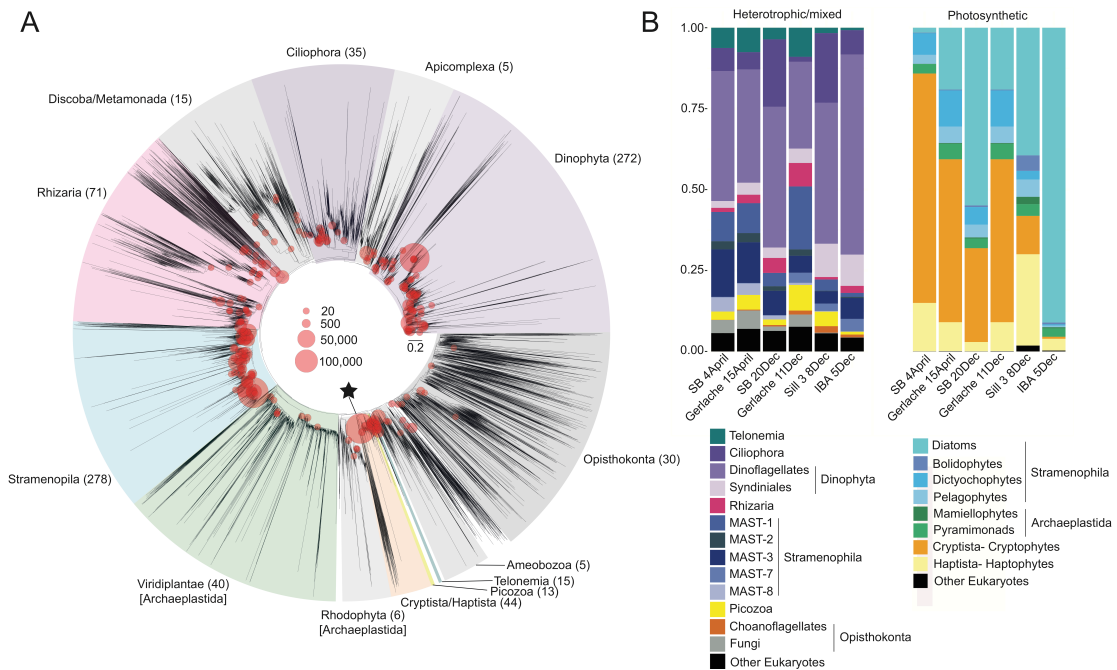 A
Ciliophora (35)
Apicomplexa (5)
Discoba/Metamonada (15)
Dinophyta (272)
Rhizaria (71)
20
500
50,000
100,000
0.2
Stramenopila (278)
Opisthokonta (30)
Viridiplantae (40)
[Archaeplastida]
Rhodophyta (6)
[Archaeplastida]
Cryptista/Haptista (44)
Picozoa (13)
Telonemia (15)
Ameobozoa (5)
B
Heterotrophic/mixed
Photosynthetic
1.00-
0.75-
0.50-
0.25-
0.00-
SB 4April
Gerlache 15April
SB 20Dec
Gerlache 11Dec
Sill 3 8Dec
IBA 5Dec
SB 4April
Gerlache 15April
SB 20Dec
Gerlache 11Dec
Sill 3 8Dec
IBA 5Dec
Telonemia
Ciliophora
Dinoflagellates
Syndiniales
Dinophyta
Rhizaria
MAST-1
MAST-2
MAST-3
MAST-7
MAST-8
Stramenophila
Picozoa
Choanoflagellates
Fungi
Opisthokonta
Other Eukaryotes
Diatoms
Bolidophytes
Dictyochophytes
Pelagophytes
Stramenophila
Mamiellophytes
Pyramimonads
Archaeplastida
Cryptista- Cryptophytes
Haptista- Haptophytes
Other Eukaryotes